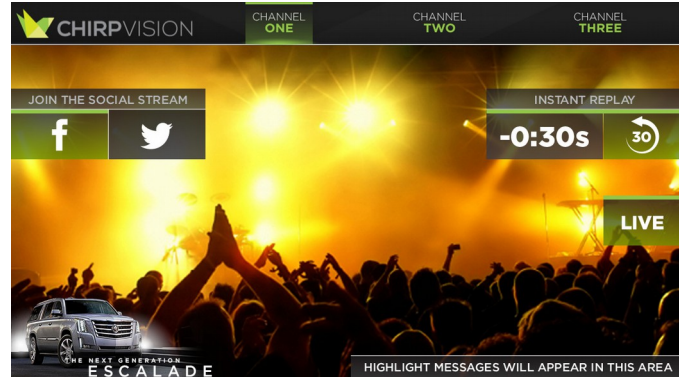 CHIRPVISION
CHANNEL
ONE
CHANNEL
TWO
CHANNEL
THREE
JOIN THE SOCIAL STREAM
f
INSTANT REPLAY
-0:30s
30
LIVE
THE NEXT GENERATION
ESCALADE
HIGHLIGHT MESSAGES WILL APPEAR IN THIS AREA